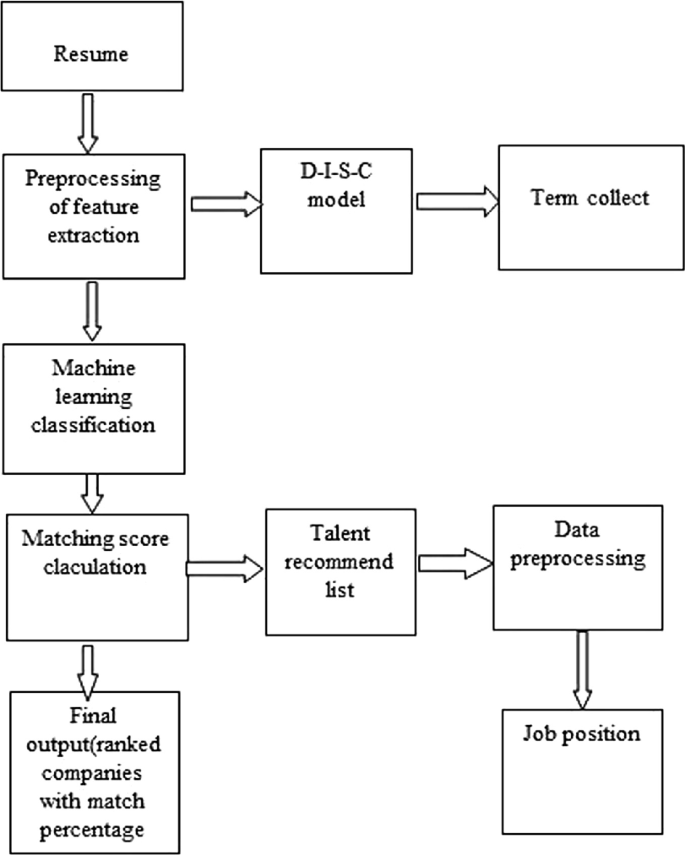 Resume
Preprocessing
of feature
extraction
D-I-S-C
model
Term collect
Machine
learning
classification
Matching score
claculation
Talent
recommend
list
Data
preprocessing
Final
output(ranked
companies
with match
percentage
Job position